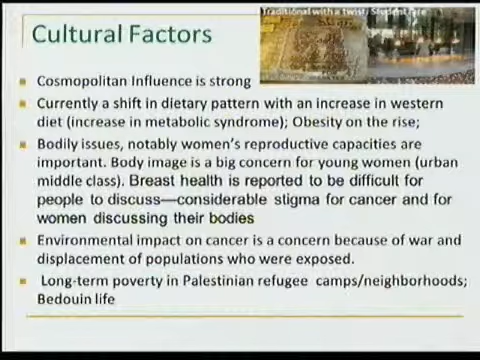 Traditional with a twist, Student
Cultural Factors
Cosmopolitan Influence is strong
Currently a shift in dietary pattern with an increase in western
diet (increase in metabolic syndrome); Obesity on the rise;
Bodily issues, notably women's reproductive capacities are
important. Body image is a big concern for young women (urban
middle class). Breast health is reported to be difficult for
people to discuss—considerable stigma for cancer and for
women discussing their bodies
Environmental impact on cancer is a concern because of war and
displacement of populations who were exposed.
Long-term poverty in Palestinian refugee camps/neighborhoods;
Bedouin life